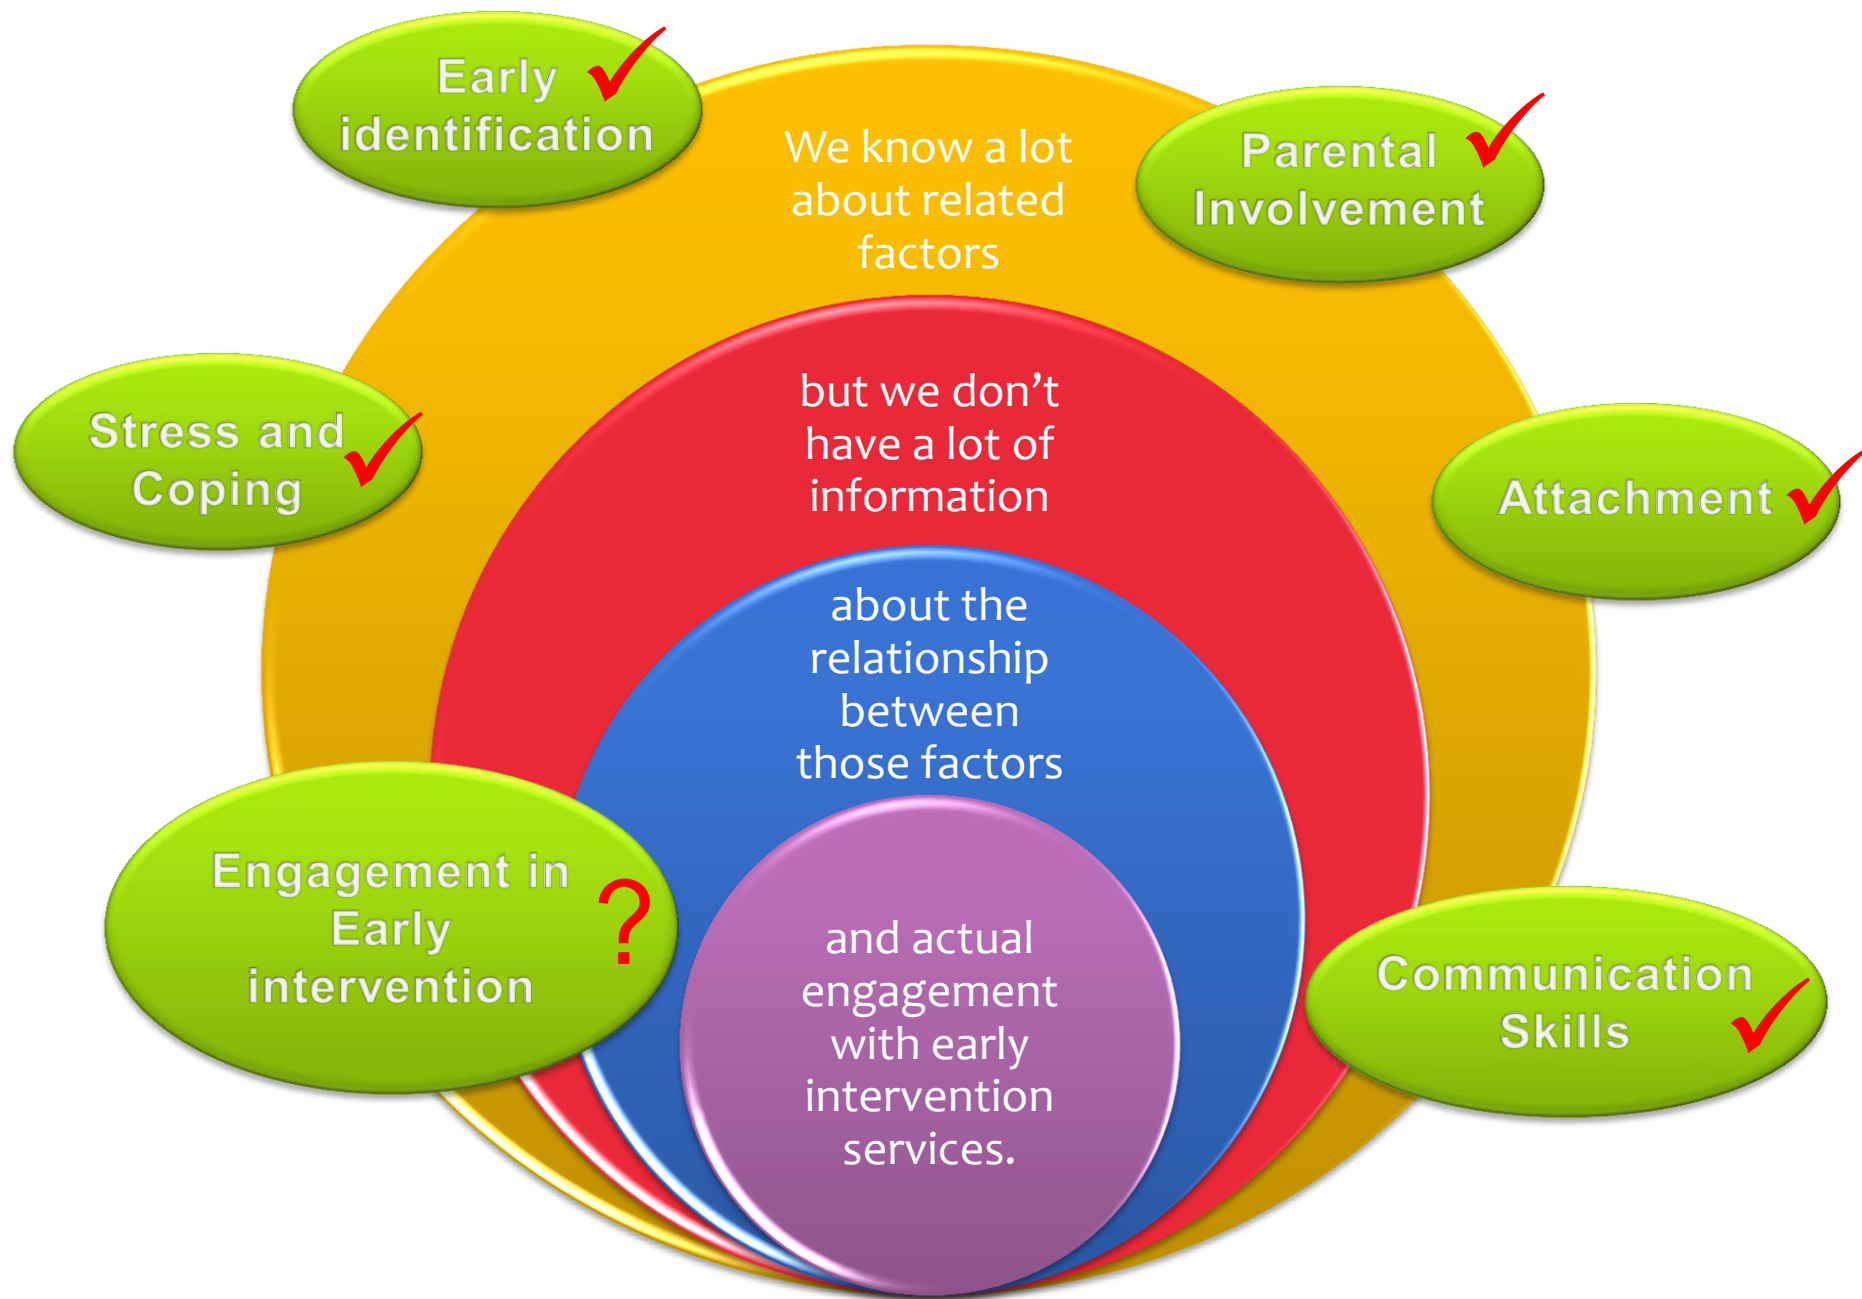 Early
identification
Parental
Involvement
We know a lot
about related
factors
Stress and
Coping
but we don’t
have a lot of
information
Attachment
about the
relationship
between
those factors
Engagement in
Early
intervention
?
and actual
engagement
with early
intervention
services.
Communication
Skills